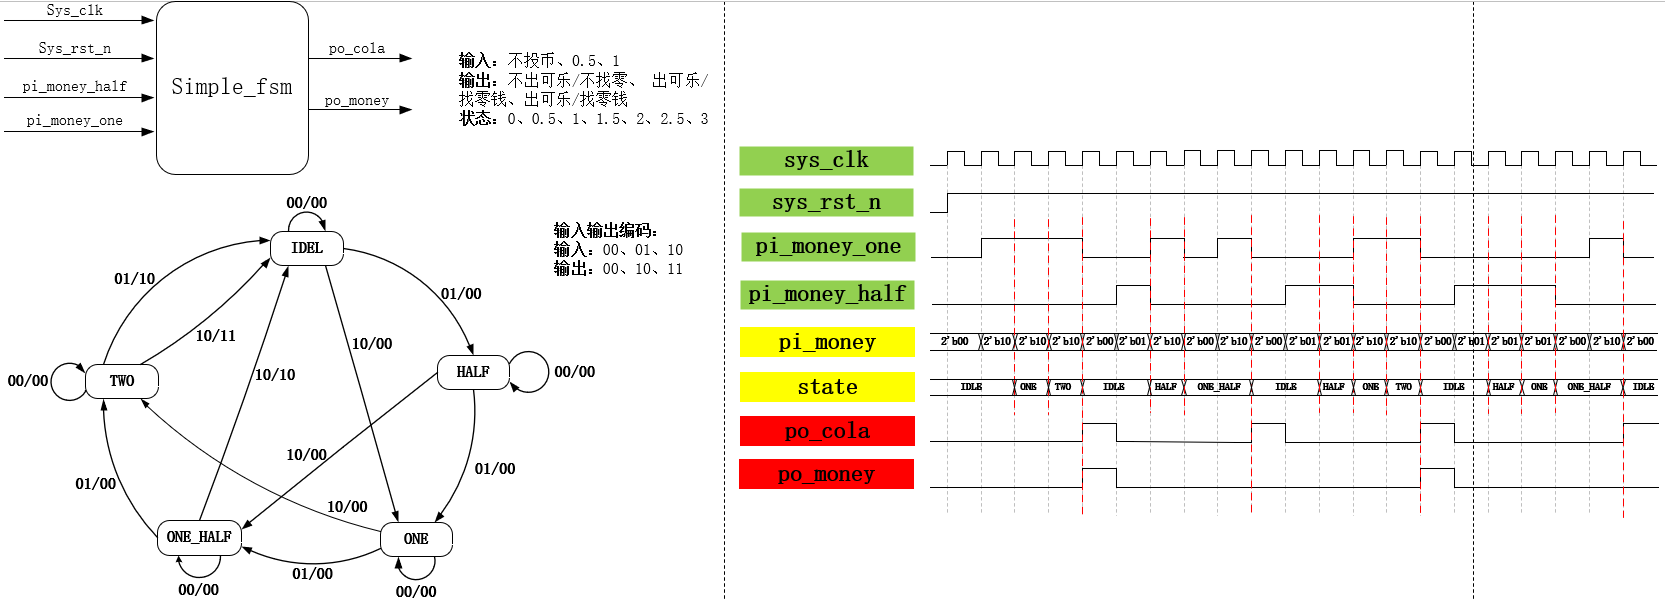 Sys_clk
Sys_rst_n
pi_money_half
pi_money_one
Simple_fsm
po_cola
po_money
输入：不投币、0.5、1
输出：不出可乐/不找零、 出可乐/
找零钱、出可乐/找零钱
状态：0、0.5、1、1.5、2、2.5、3
00/00
IDEL
输入输出编码：
输入：00、01、10
输出：00、10、11
01/10
01/00
10/11
10/00
10/10
00/00
TWO
HALF
00/00
10/00
01/00
01/00
10/00
ONE_HALF
ONE
01/00
00/00
00/00
sys_clk
sys_rst_n
pi_money_one
pi_money_half
pi_money
2'b00 2'b10 2'b10 2'b10 2'b00 2'b01 2'b10 2'b00 2'b10 2'b00 2'b01 2'b01 2'b10 2'b10 2'b00 2'b01 2'b01 2'b01 2'b00 2'b10 2'b00
state
IDLE ONE TWO IDLE HALF ONE_HALF IDLE HALF ONE TWO IDLE HALF ONE ONE_HALF IDLE
po_cola
po_money